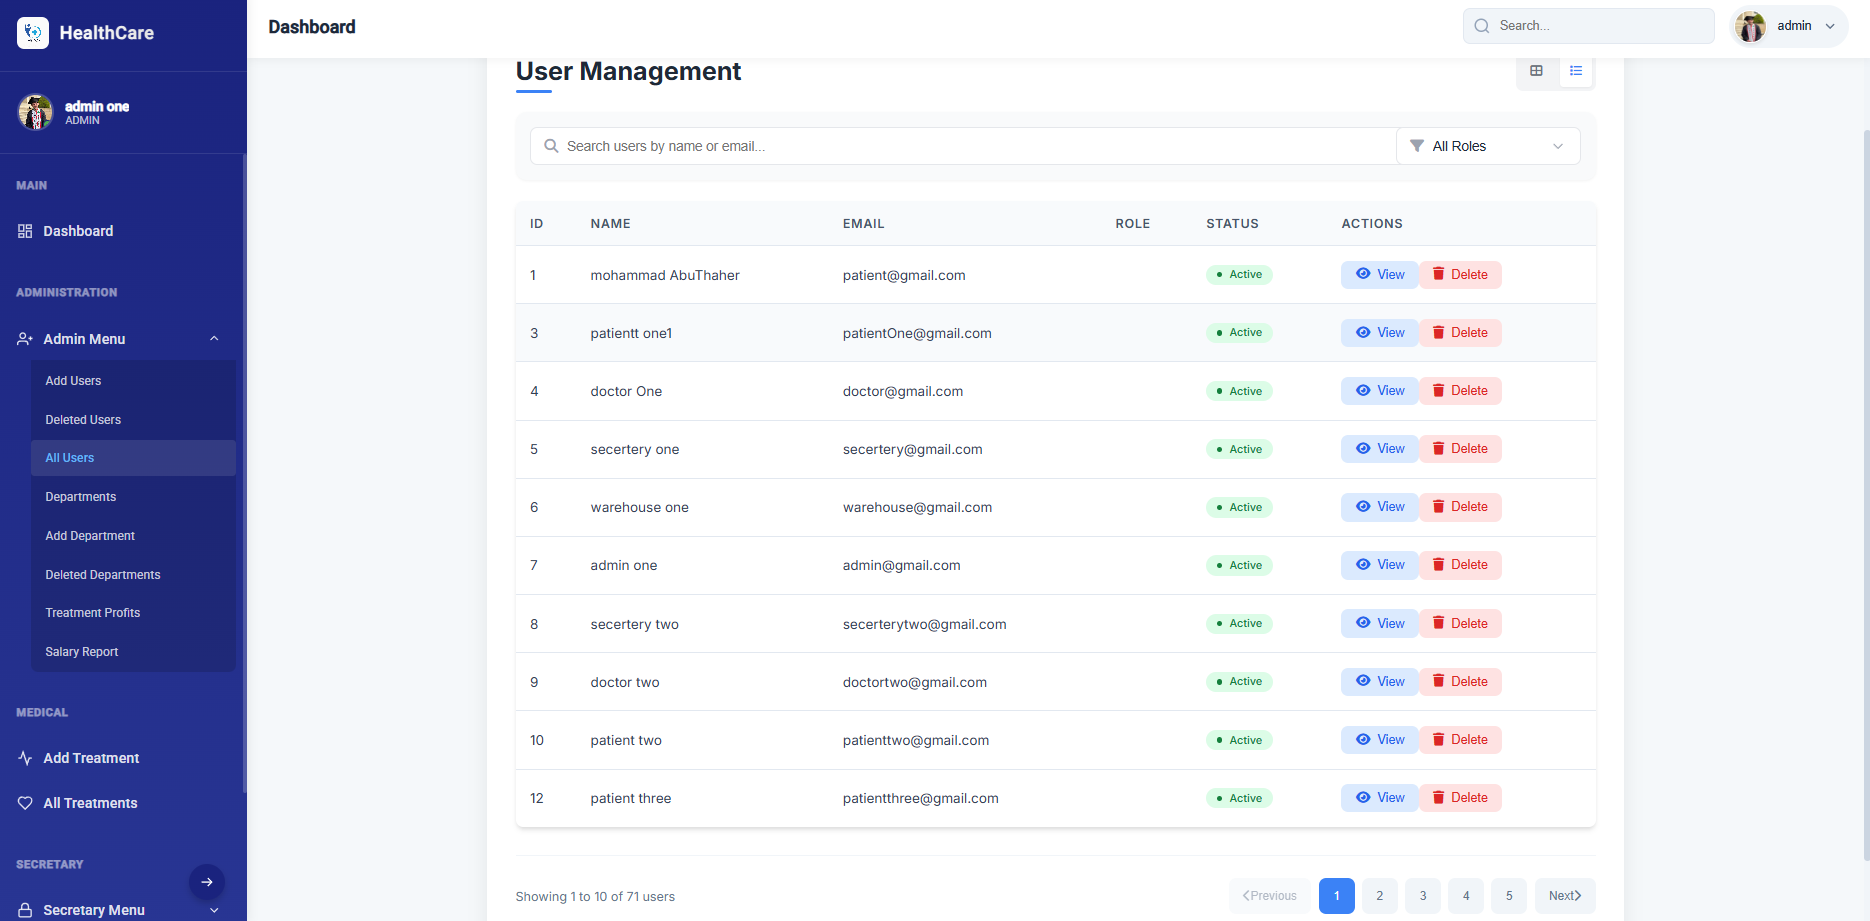 HealthCare
admin one
ADMIN
MAIN
Dashboard
ADMINISTRATION
Admin Menu
Add Users
Deleted Users
All Users
Departments
Add Department
Deleted Departments
Treatment Profits
Salary Report
MEDICAL
Add Treatment
All Treatments
SECRETARY
Secretary Menu
Dashboard
Search...
admin
User Management
Search users by name or email...
All Roles
ID NAME EMAIL ROLE STATUS ACTIONS
1 mohammad AbuThaher patient@gmail.com Active View Delete
3 patientt one1 patientOne@gmail.com Active View Delete
4 doctor One doctor@gmail.com Active View Delete
5 secertery one secertery@gmail.com Active View Delete
6 warehouse one warehouse@gmail.com Active View Delete
7 admin one admin@gmail.com Active View Delete
8 secertery two secerterytwo@gmail.com Active View Delete
9 doctor two doctortwo@gmail.com Active View Delete
10 patient two patienttwo@gmail.com Active View Delete
12 patient three patientthree@gmail.com Active View Delete
Showing 1 to 10 of 71 users
Previous 1 2 3 4 5 Next